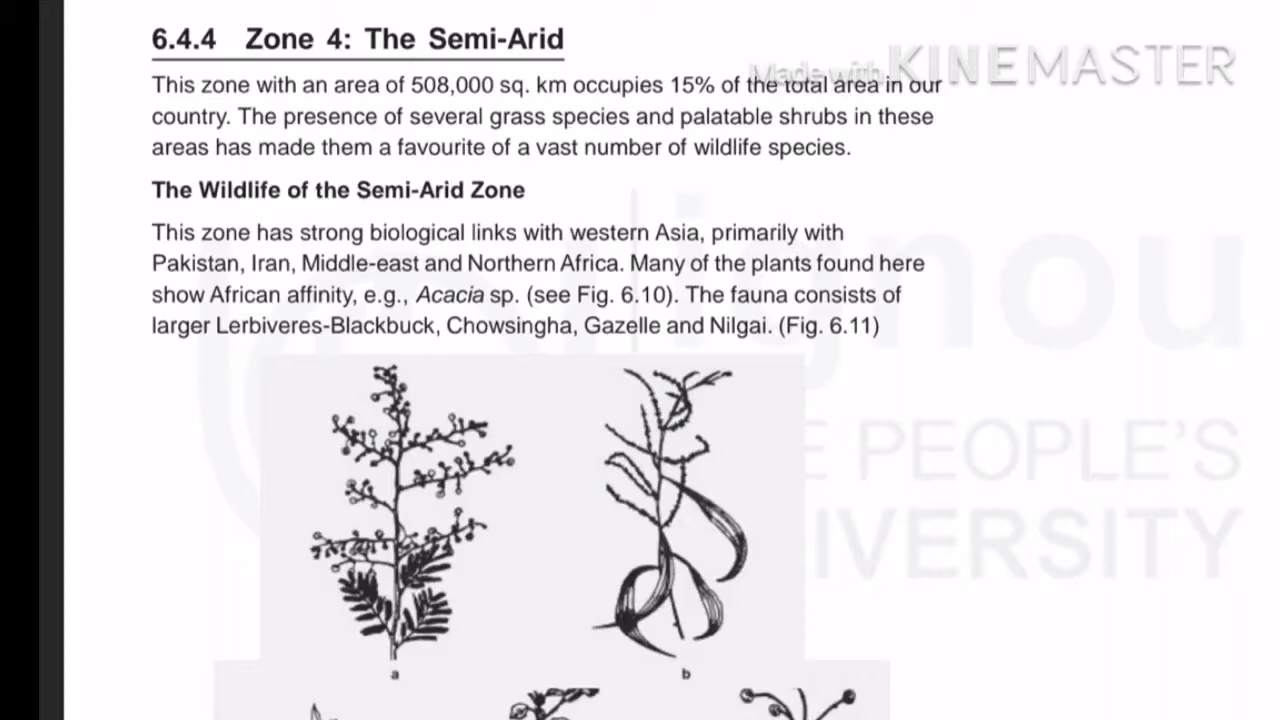 6.4.4 Zone 4: The Semi-Arid
Made with KINEMASTER
This zone with an area of 508,000 sq. km occupies 15% of the total area in our
country. The presence of several grass species and palatable shrubs in these
areas has made them a favourite of a vast number of wildlife species.
The Wildlife of the Semi-Arid Zone
This zone has strong biological links with western Asia, primarily with
Pakistan, Iran, Middle-east and Northern Africa. Many of the plants found here
show African affinity, e.g., Acacia sp. (see Fig. 6.10). The fauna consists of
larger Lerbiveres-Blackbuck, Chowsingha, Gazelle and Nilgai. (Fig. 6.11)
ignou
PEOPLE'S
IVERSITY
a
b